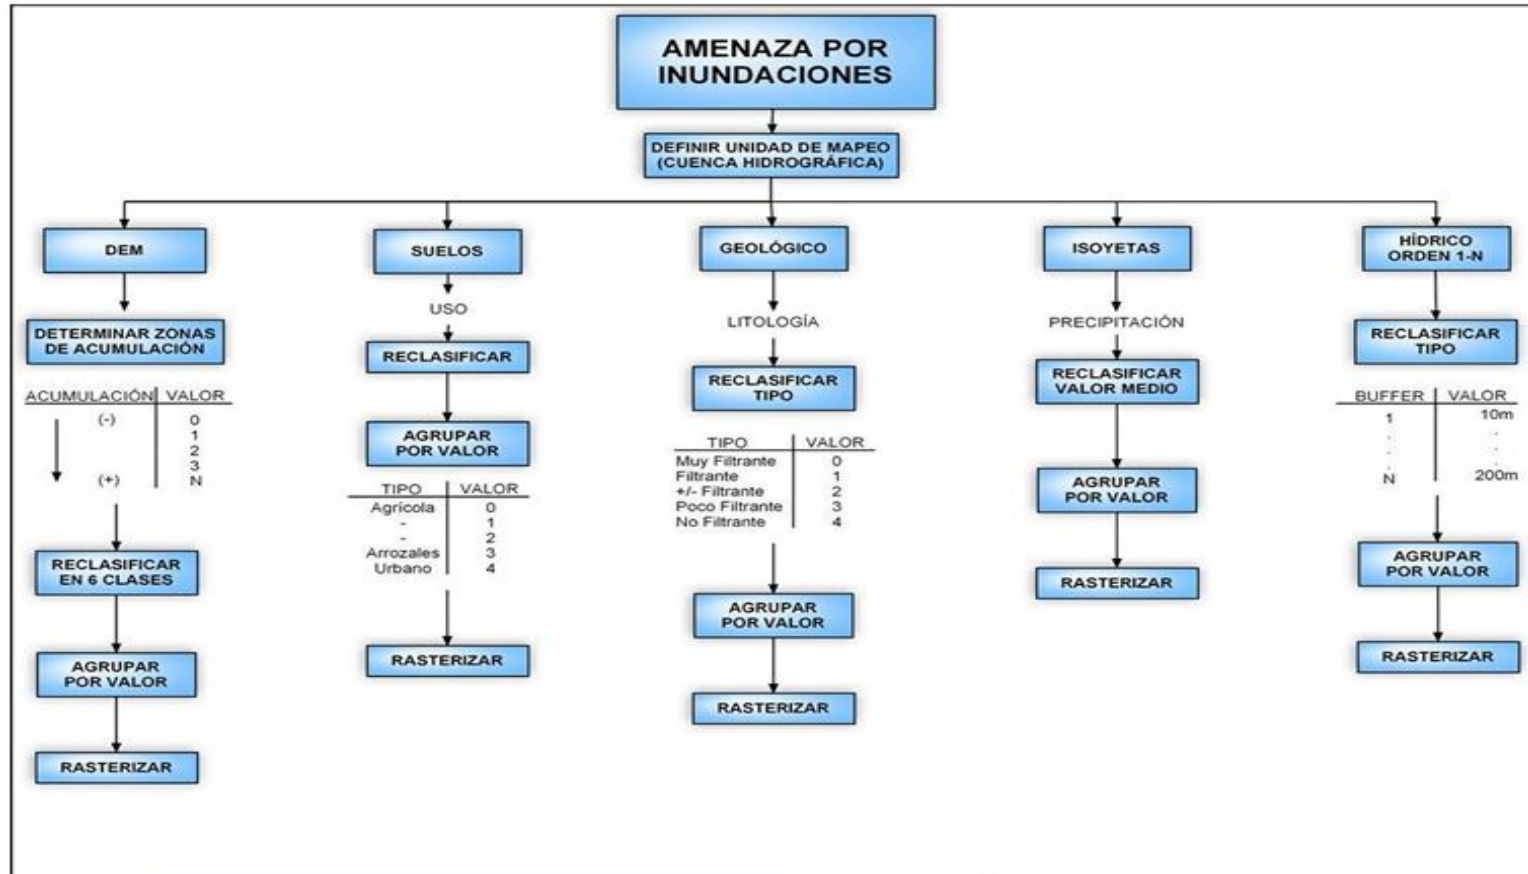 AMENAZA POR
INUNDACIONES
DEFINIR UNIDAD DE MAPEO
(CUENCA HIDROGRÁFICA)
DEM
DETERMINAR ZONAS
DE ACUMULACIÓN
ACUMULACIÓN VALOR
(-) 0
1
2
3
(+) N
RECLASIFICAR
EN 6 CLASES
AGRUPAR
POR VALOR
RASTERIZAR
SUELOS
USO
RECLASIFICAR
AGRUPAR
POR VALOR
TIPO VALOR
Agrícola 0
- 1
- 2
Arrozales 3
Urbano 4
RASTERIZAR
GEOLÓGICO
LITOLOGÍA
RECLASIFICAR
TIPO
TIPO VALOR
Muy Filtrante 0
Filtrante 1
+/- Filtrante 2
Poco Filtrante 3
No Filtrante 4
AGRUPAR
POR VALOR
RASTERIZAR
ISOYETAS
PRECIPITACIÓN
RECLASIFICAR
VALOR MEDIO
AGRUPAR
POR VALOR
RASTERIZAR
HÍDRICO
ORDEN 1-N
RECLASIFICAR
TIPO
BUFFER VALOR
1 10m
. .
. .
. .
N 200m
AGRUPAR
POR VALOR
RASTERIZAR